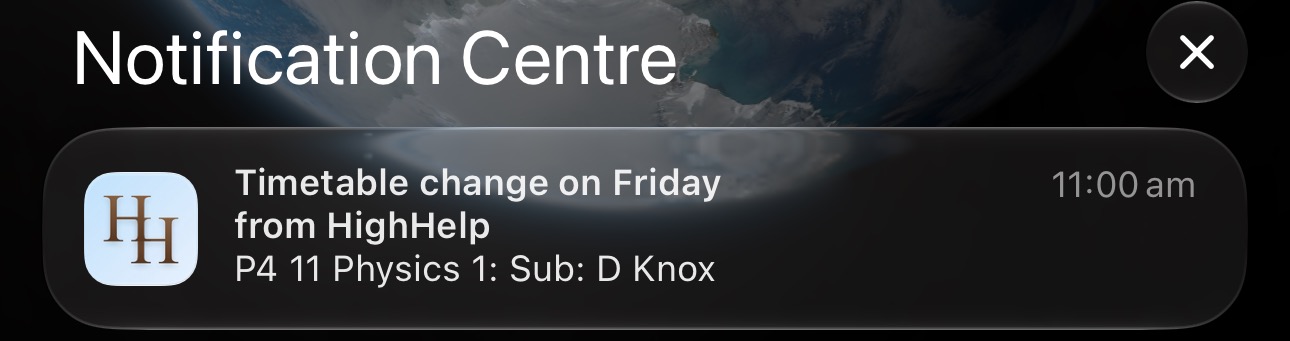 Notification Centre
Timetable change on Friday
11:00 am
from HighHelp
P4 11 Physics 1: Sub: D Knox
HH